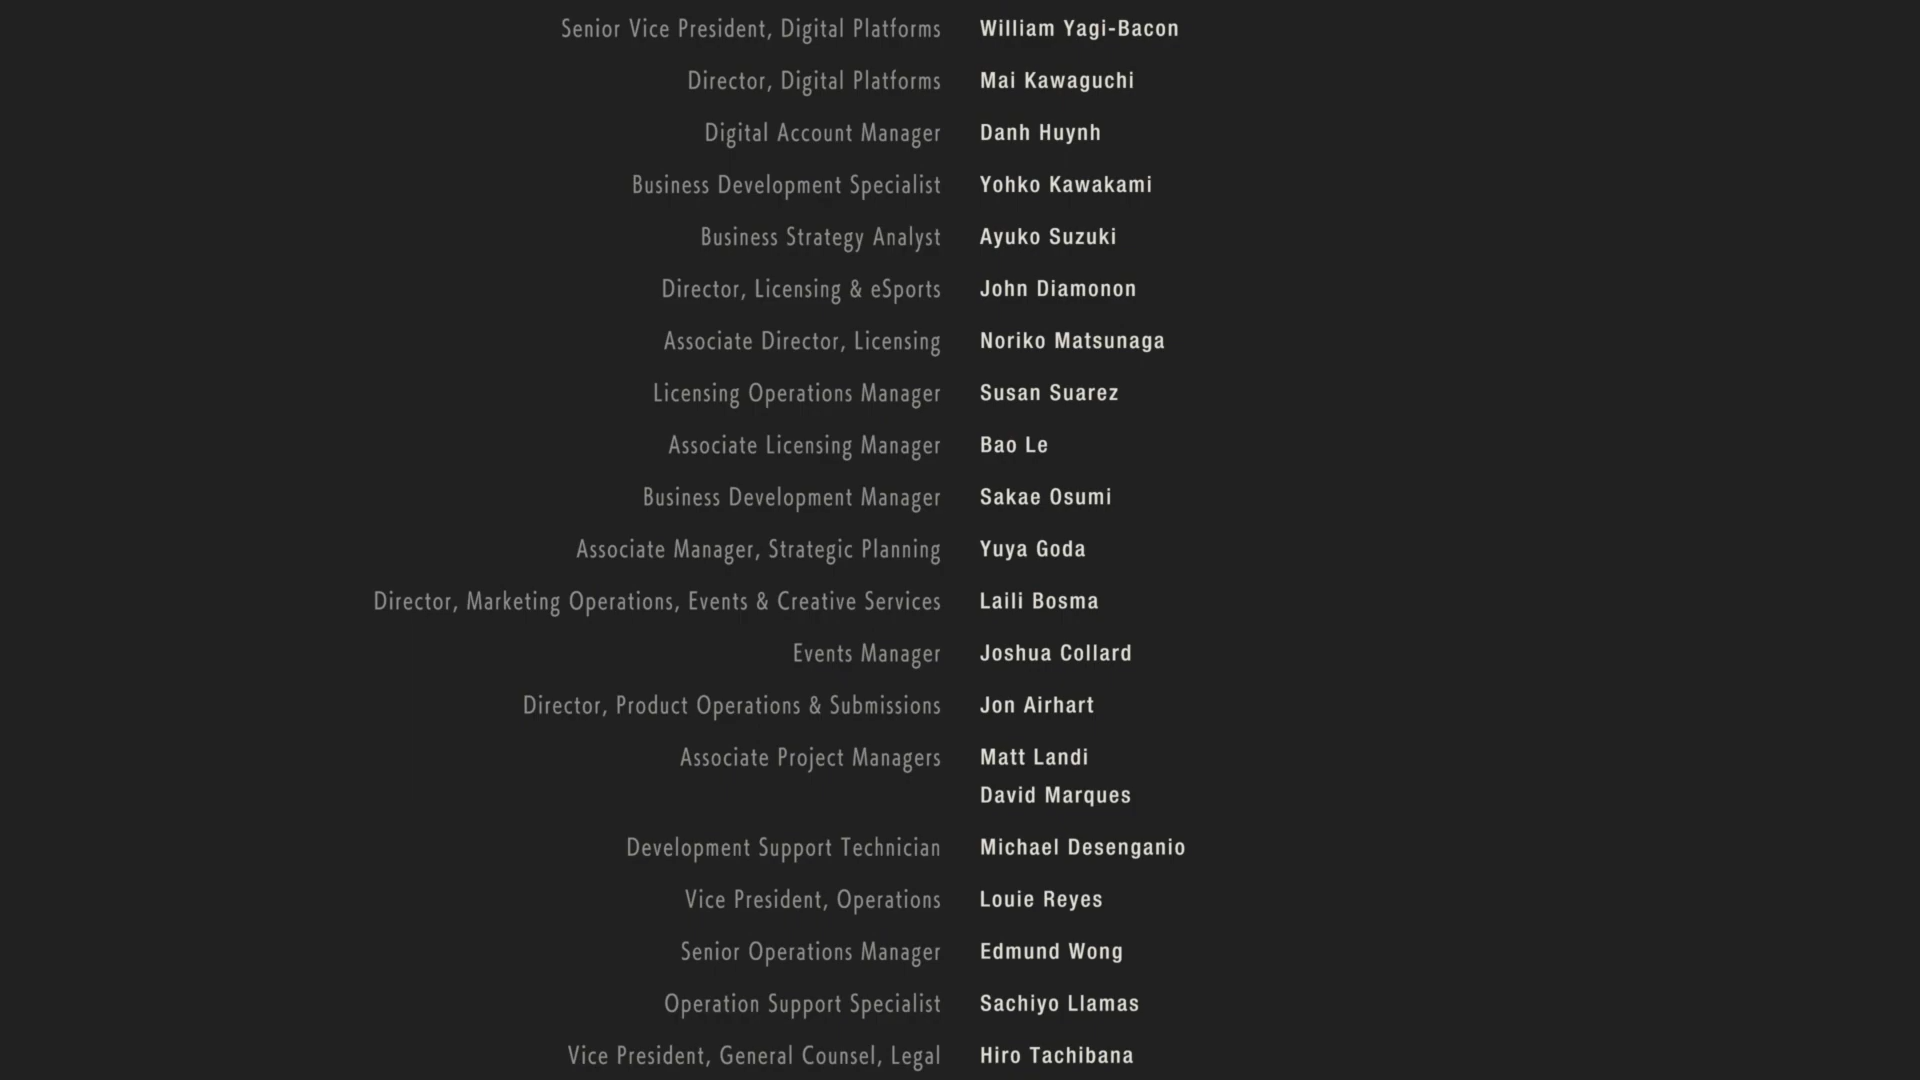 Senior Vice President, Digital Platforms William Yagi-Bacon
Director, Digital Platforms Mai Kawaguchi
Digital Account Manager Danh Huynh
Business Development Specialist Yohko Kawakami
Business Strategy Analyst Ayuko Suzuki
Director, Licensing & eSports John Diamonon
Associate Director, Licensing Noriko Matsunaga
Licensing Operations Manager Susan Suarez
Associate Licensing Manager Bao Le
Business Development Manager Sakae Osumi
Associate Manager, Strategic Planning Yuya Goda
Director, Marketing Operations, Events & Creative Services Laili Bosma
Events Manager Joshua Collard
Director, Product Operations & Submissions Jon Airhart
Associate Project Managers Matt Landi
David Marques
Development Support Technician Michael Desenganio
Vice President, Operations Louie Reyes
Senior Operations Manager Edmund Wong
Operation Support Specialist Sachiyo Llamas
Vice President, General Counsel, Legal Hiro Tachibana